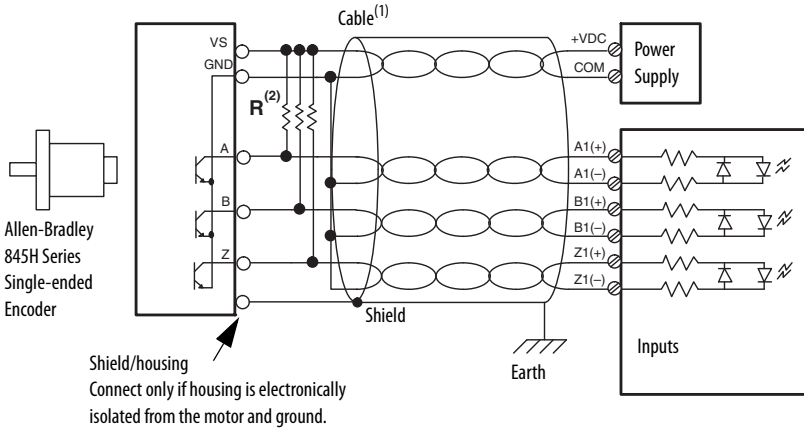 Cable(1)
VS
GND
R(2)
A
B
Z
+VDC
COM
Power
Supply
A1(+)
A1(–)
B1(+)
B1(–)
Z1(+)
Z1(–)
Allen-Bradley
845H Series
Single-ended
Encoder
Shield
Earth
Inputs
Shield/housing
Connect only if housing is electronically
isolated from the motor and ground.